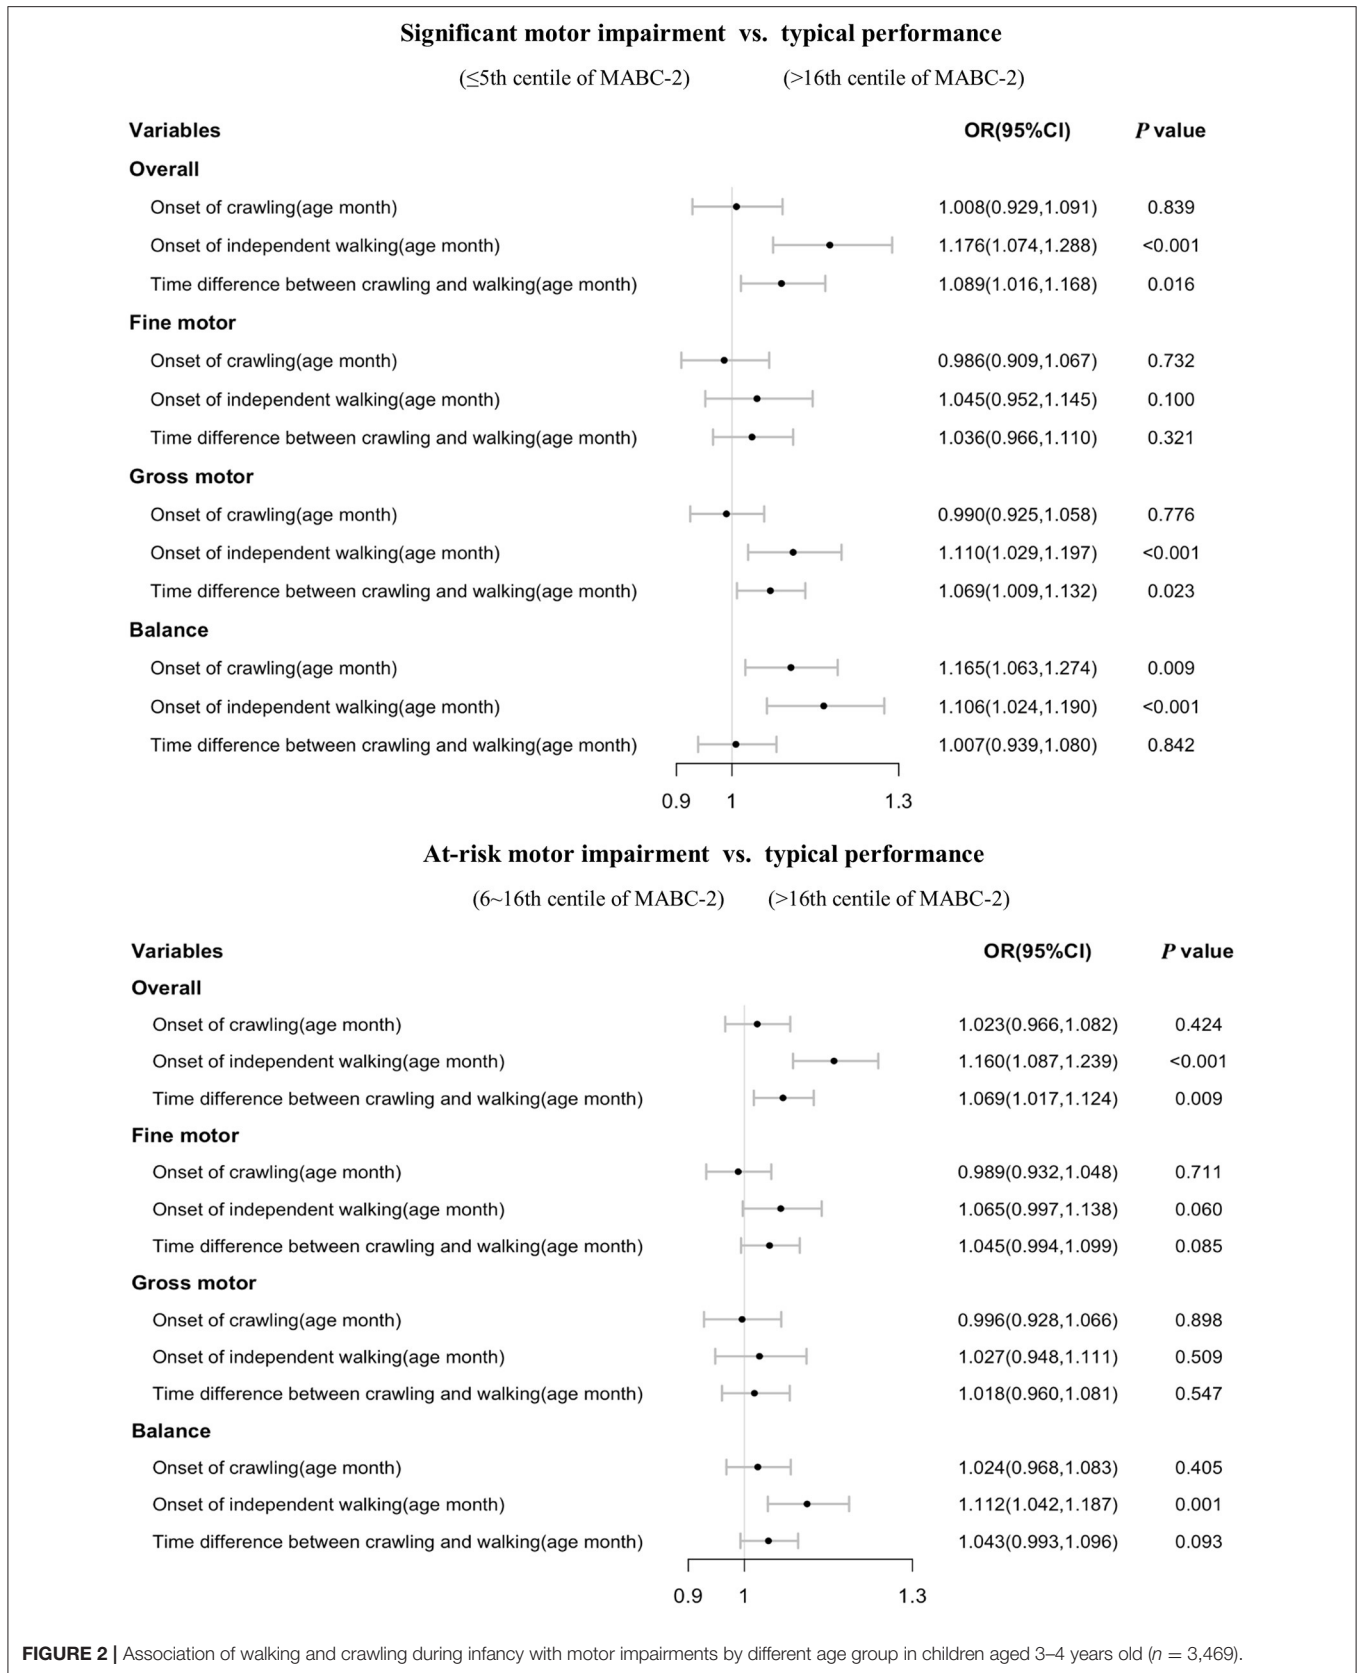 Significant motor impairment vs. typical performance
(≤5th centile of MABC-2) (>16th centile of MABC-2)
Variables OR(95%CI) P value
Overall
Onset of crawling(age month) 1.008(0.929,1.091) 0.839
Onset of independent walking(age month) 1.176(1.074,1.288) <0.001
Time difference between crawling and walking(age month) 1.089(1.016,1.168) 0.016
Fine motor
Onset of crawling(age month) 0.986(0.909,1.067) 0.732
Onset of independent walking(age month) 1.045(0.952,1.145) 0.100
Time difference between crawling and walking(age month) 1.036(0.966,1.110) 0.321
Gross motor
Onset of crawling(age month) 0.990(0.925,1.058) 0.776
Onset of independent walking(age month) 1.110(1.029,1.197) <0.001
Time difference between crawling and walking(age month) 1.069(1.009,1.132) 0.023
Balance
Onset of crawling(age month) 1.165(1.063,1.274) 0.009
Onset of independent walking(age month) 1.106(1.024,1.190) <0.001
Time difference between crawling and walking(age month) 1.007(0.939,1.080) 0.842
0.9 1 1.3
At-risk motor impairment vs. typical performance
(6~16th centile of MABC-2) (>16th centile of MABC-2)
Variables OR(95%CI) P value
Overall
Onset of crawling(age month) 1.023(0.966,1.082) 0.424
Onset of independent walking(age month) 1.160(1.087,1.239) <0.001
Time difference between crawling and walking(age month) 1.069(1.017,1.124) 0.009
Fine motor
Onset of crawling(age month) 0.989(0.932,1.048) 0.711
Onset of independent walking(age month) 1.065(0.997,1.138) 0.060
Time difference between crawling and walking(age month) 1.045(0.994,1.099) 0.085
Gross motor
Onset of crawling(age month) 0.996(0.928,1.066) 0.898
Onset of independent walking(age month) 1.027(0.948,1.111) 0.509
Time difference between crawling and walking(age month) 1.018(0.960,1.081) 0.547
Balance
Onset of crawling(age month) 1.024(0.968,1.083) 0.405
Onset of independent walking(age month) 1.112(1.042,1.187) 0.001
Time difference between crawling and walking(age month) 1.043(0.993,1.096) 0.093
0.9 1 1.3
FIGURE 2 | Association of walking and crawling during infancy with motor impairments by different age group in children aged 3–4 years old (n = 3,469).